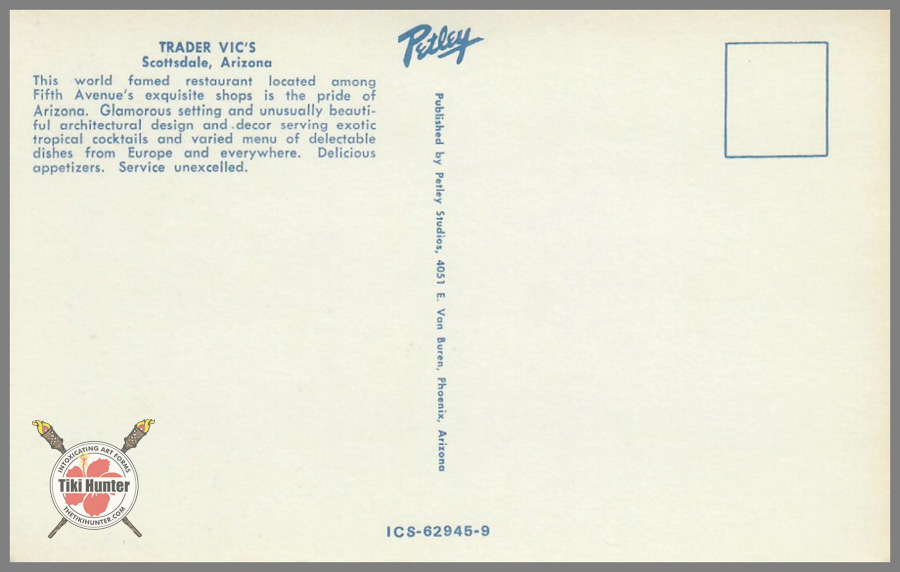 TRADER VIC'S
Scottsdale, Arizona
This world famed restaurant located among
Fifth Avenue's exquisite shops is the pride of
Arizona. Glamorous setting and unusually beauti-
ful architectural design and decor serving exotic
tropical cocktails and varied menu of delectable
dishes from Europe and everywhere. Delicious
appetizers. Service unexcelled.
Petley
Published by Petley Studios, 4051 E. Van Buren, Phoenix, Arizona
INTOXICATING ART FORMS
Tiki Hunter
THETIKIHUNTER.COM
ICS-62945-9